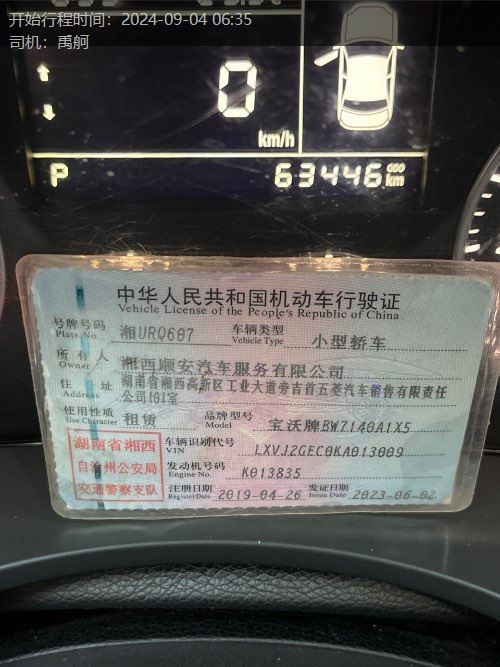 开始行程时间：2024-09-04 06:35
司机：禹舸
0
km/h
P 63446 ODO km
中华人民共和国机动车行驶证
Vehicle License of the People's Republic of China
号牌号码 湘URQ607 车辆类型 小型轿车
Plate No. Vehicle Type
所有人 湘西顺安汽车服务有限公司
Owner
住址 湖南省湘西高新区工业大道旁吉首五菱汽车销售有限责任
Address 公司101室
使用性质 租赁 品牌型号 宝沃牌BW7140A1X5
Use Character Model
湖南省湘西 车辆识别代号 LXVJ2GEC0KA013009
VIN
自治州公安局 发动机号码 K013835
Engine No.
交通警察支队 注册日期 2019-04-26 发证日期 2023-06-02
Register Date Issue Date